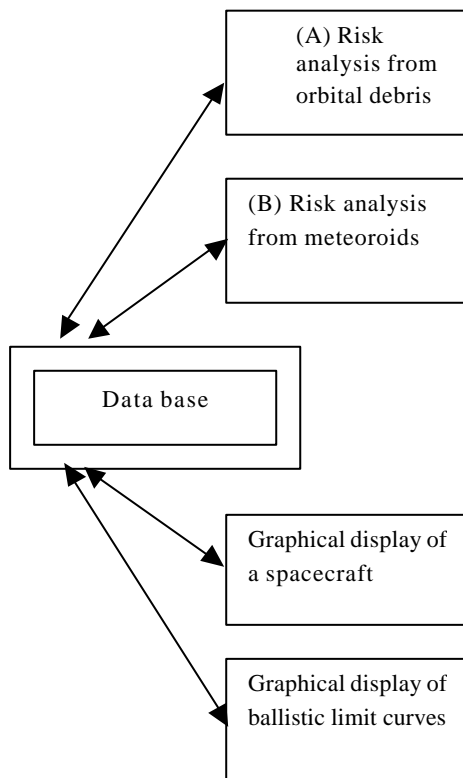 (A) Risk
analysis from
orbital debris
(B) Risk analysis
from meteoroids
Data base
Graphical display of
a spacecraft
Graphical display of
ballistic limit curves